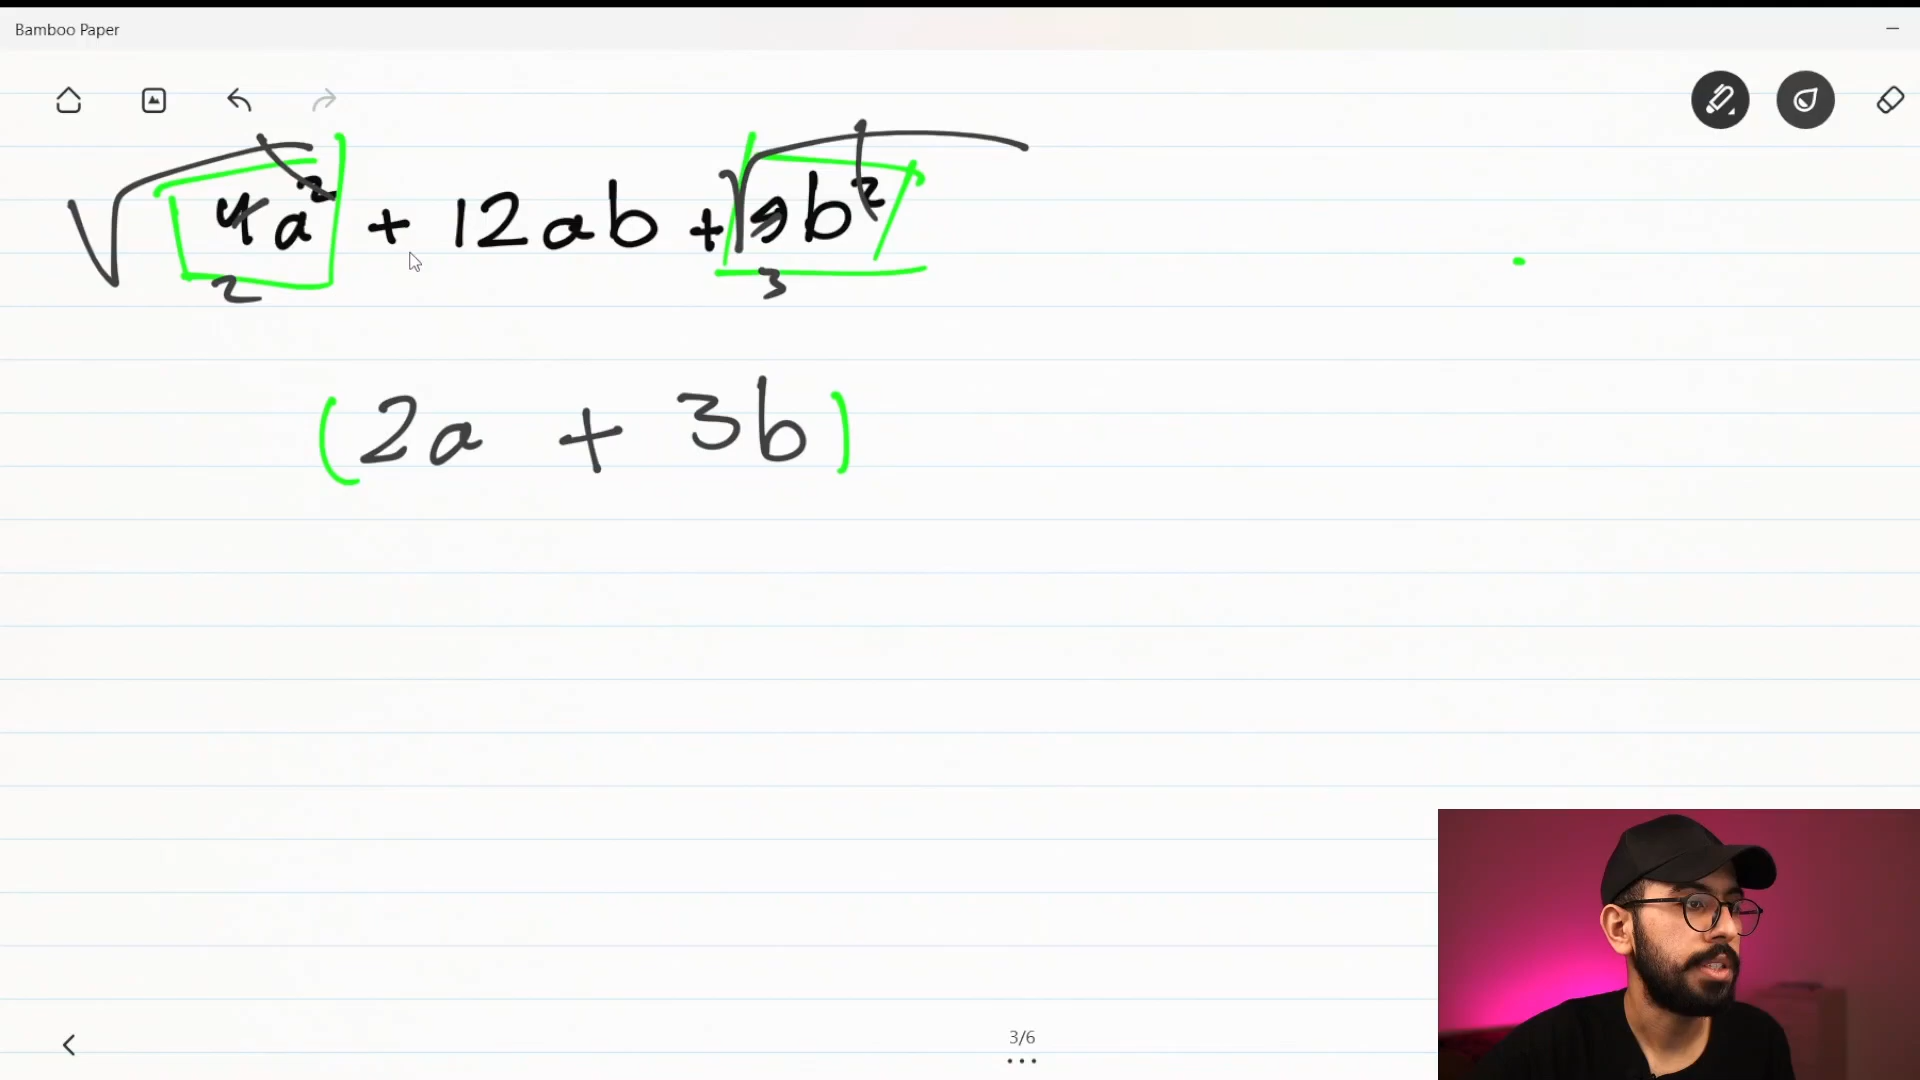 Bamboo Paper
√4a² + 12ab + √9b²
2 3
(2a + 3b)
3/6